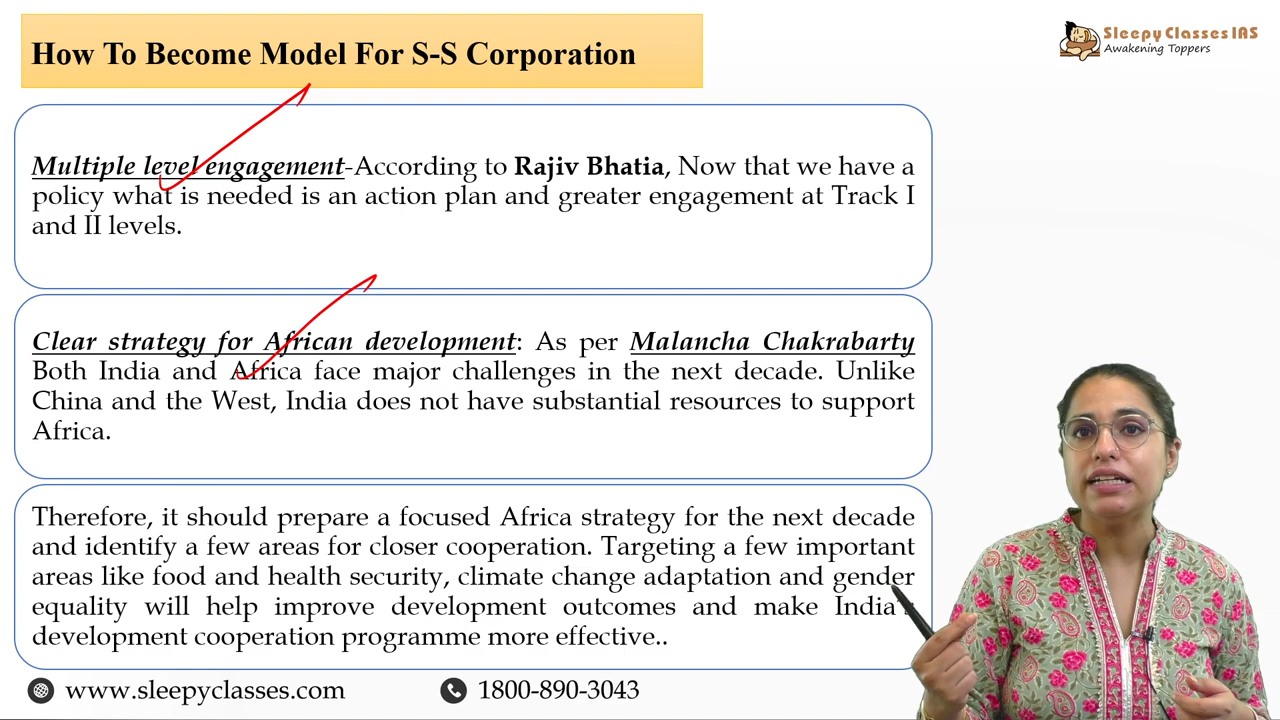 How To Become Model For S-S Corporation
Sleepy Classes IAS
Awakening Toppers
Multiple level engagement-According to Rajiv Bhatia, Now that we have a
policy what is needed is an action plan and greater engagement at Track I
and II levels.
Clear strategy for African development: As per Malancha Chakrabarty
Both India and Africa face major challenges in the next decade. Unlike
China and the West, India does not have substantial resources to support
Africa.
Therefore, it should prepare a focused Africa strategy for the next decade
and identify a few areas for closer cooperation. Targeting a few important
areas like food and health security, climate change adaptation and gender
equality will help improve development outcomes and make India's
development cooperation programme more effective..
www.sleepyclasses.com
1800-890-3043